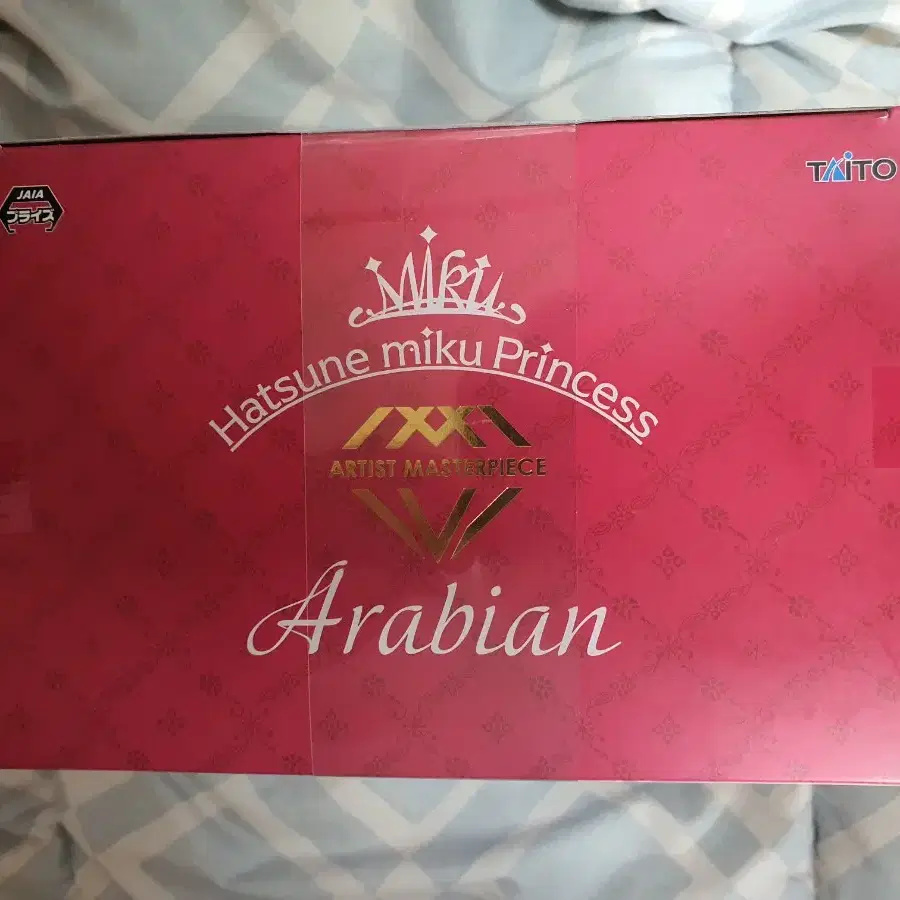 JAIA
プライズ
TAITO
Miku
Hatsune miku Princess
ARTIST MASTERPIECE
Arabian